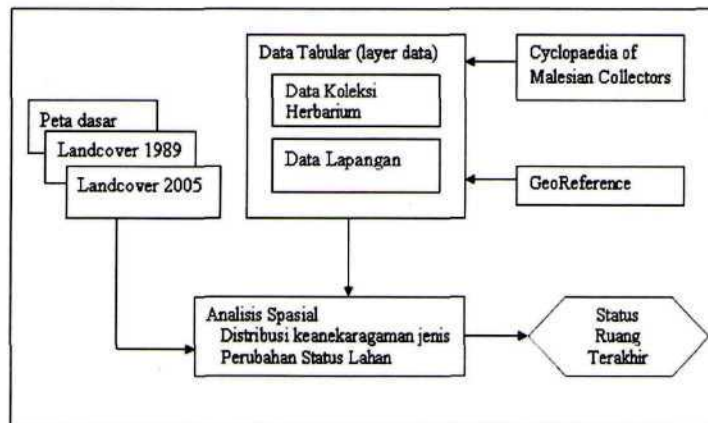 Data Tabular (layer data)
Data Koleksi
Herbarium
Data Lapangan
Cyclopaedia of
Malesian Collectors
GeoReference
Peta dasar
Landcover 1989
Landcover 2005
Analisis Spasial
Distribusi keanekaragaman jenis
Perubahan Status Lahan
Status
Ruang
Terakhir